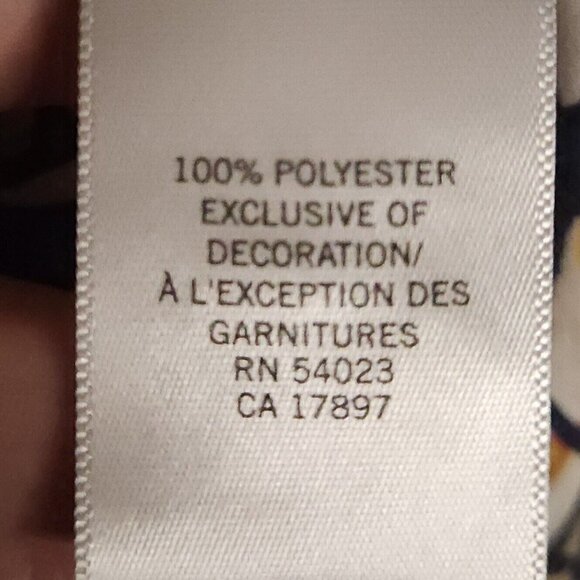 100% POLYESTER
EXCLUSIVE OF
DECORATION/
À L'EXCEPTION DES
GARNITURES
RN 54023
CA 17897